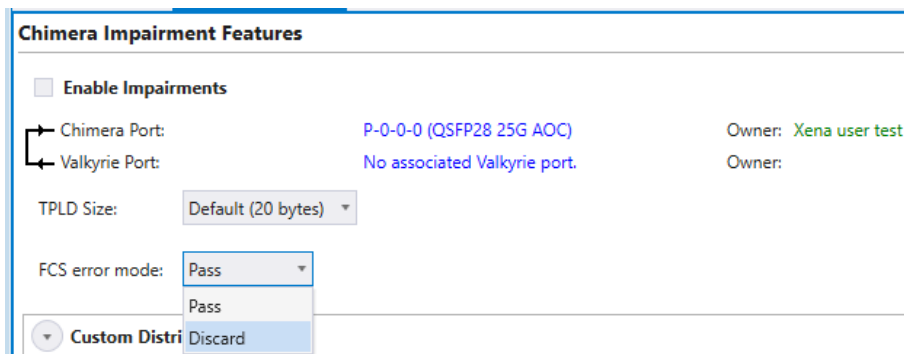 Chimera Impairment Features
Enable Impairments
Chimera Port: P-0-0-0 (QSFP28 25G AOC) Owner: Xena user test
Valkyrie Port: No associated Valkyrie port. Owner:
TPLD Size: Default (20 bytes)
FCS error mode: Pass
Pass
Custom Distri Discard